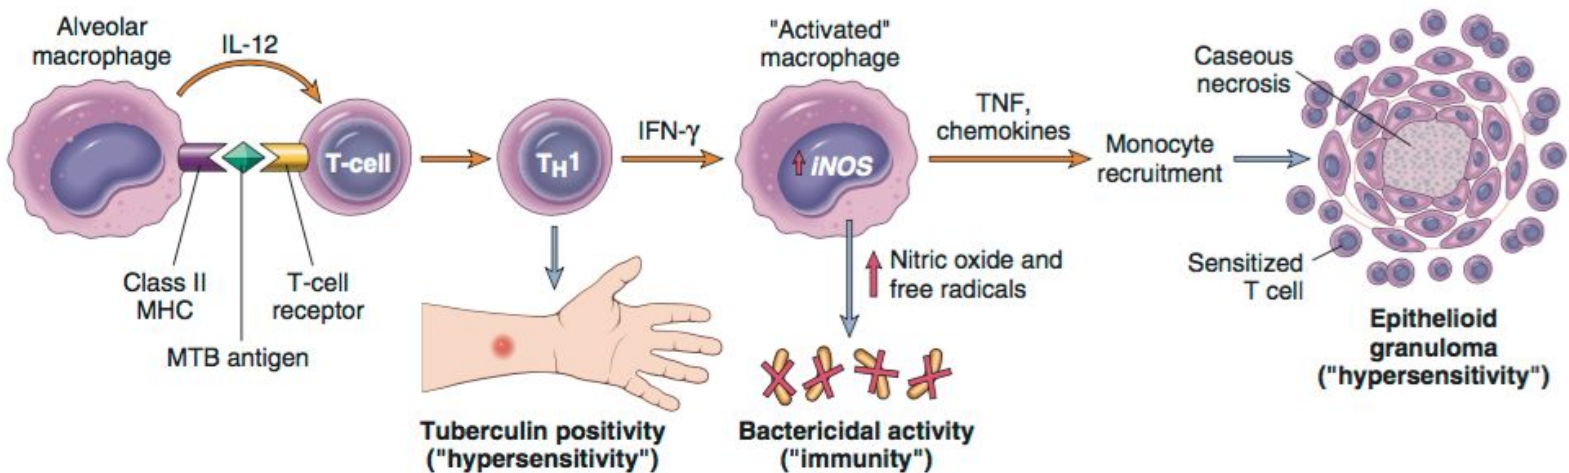 Alveolar
macrophage
IL-12
Class II
MHC
MTB antigen
T-cell
receptor
T-cell
TH1
IFN-γ
Tuberculin positivity
("hypersensitivity")
"Activated"
macrophage
iNOS
Nitric oxide and
free radicals
Bactericidal activity
("immunity")
TNF,
chemokines
Monocyte
recruitment
Caseous
necrosis
Sensitized
T cell
Epithelioid
granuloma
("hypersensitivity")